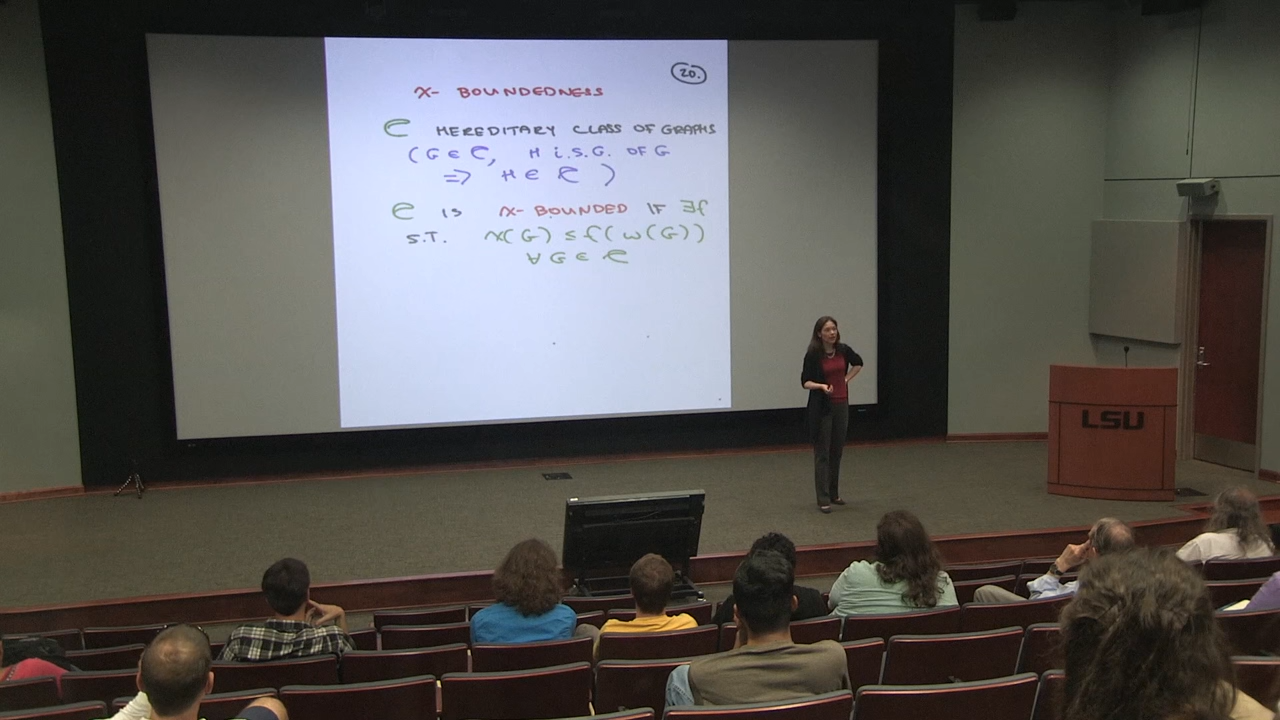 20.
χ- BOUNDEDNESS
C HEREDITARY CLASS OF GRAPHS
(G ∈ C, H i.S.G. OF G
=> H ∈ C )
C IS χ- BOUNDED IF ∃f
S.T. χ(G) ≤ f(ω(G))
∀ G ∈ C
LSU